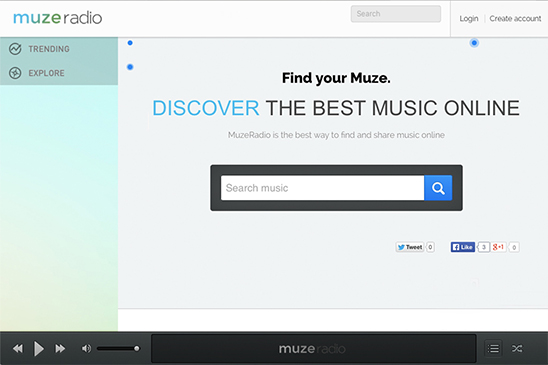 muzeradio
Search
Login
Create account
TRENDING
EXPLORE
Find your Muze.
DISCOVER THE BEST MUSIC ONLINE
MuzeRadio is the best way to find and share music online
Search music
Tweet 0
Like 3
g+1 0
muzeradio